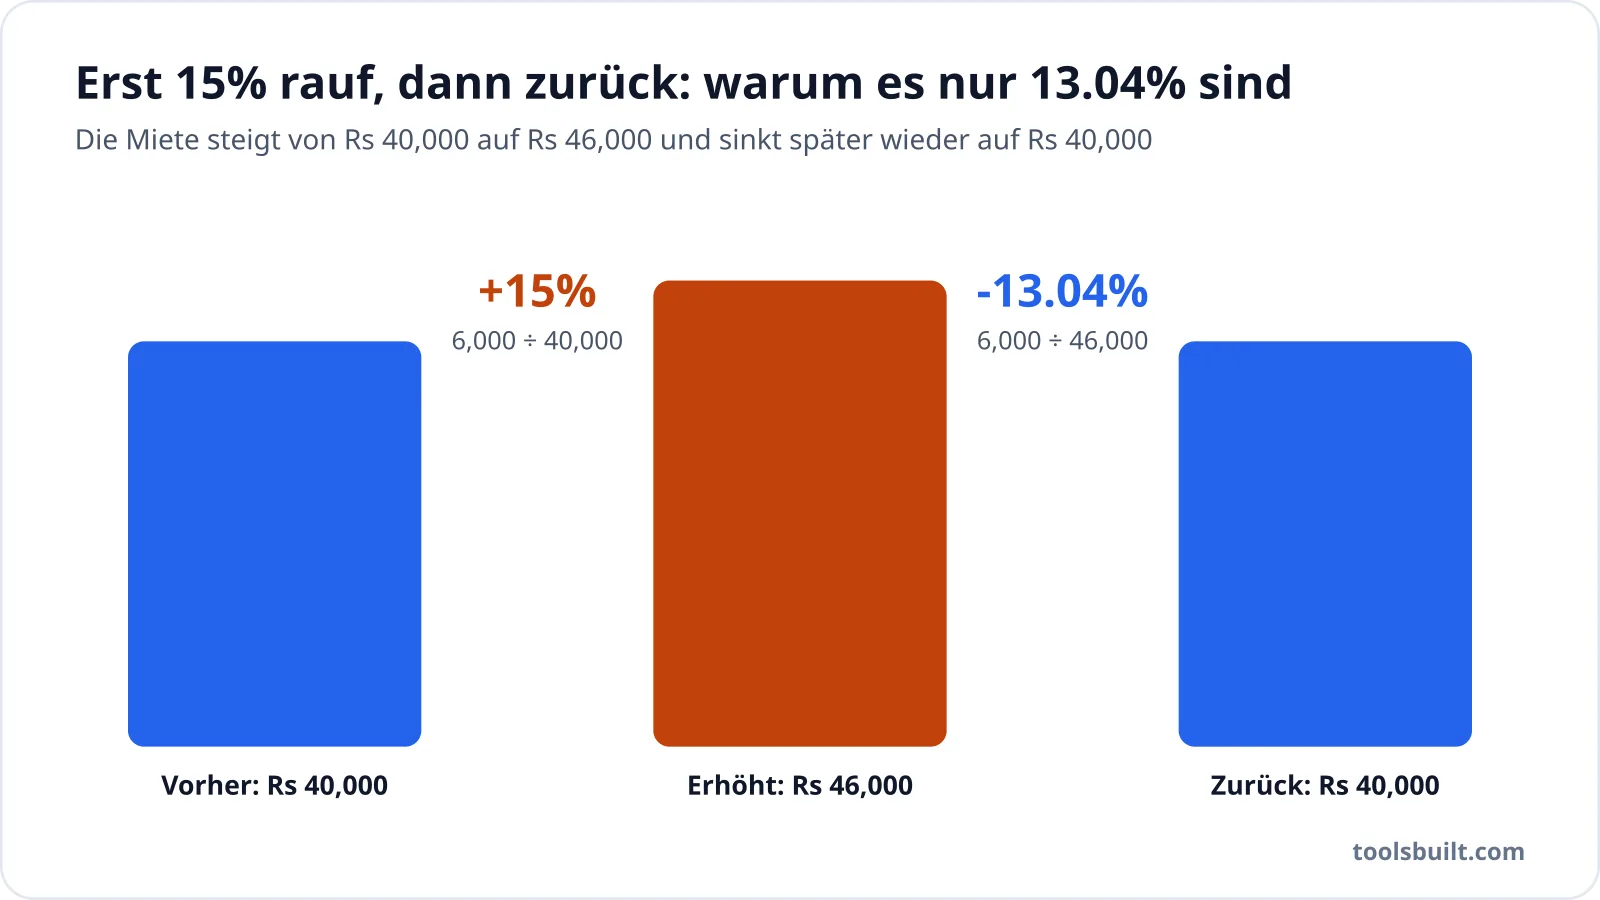 Erst 15% rauf, dann zurück: warum es nur 13.04% sind
Die Miete steigt von Rs 40,000 auf Rs 46,000 und sinkt später wieder auf Rs 40,000
+15%
6,000 ÷ 40,000
-13.04%
6,000 ÷ 46,000
Vorher: Rs 40,000
Erhöht: Rs 46,000
Zurück: Rs 40,000
toolsbuilt.com